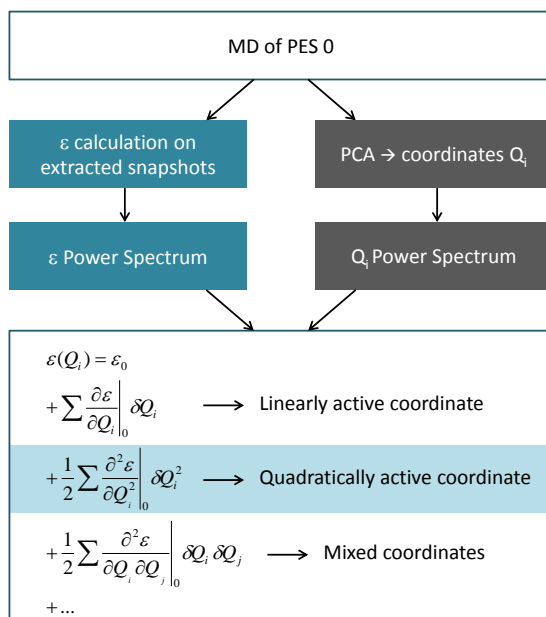 MD of PES 0
ε calculation on
extracted snapshots
PCA → coordinates Qᵢ
ε Power Spectrum
Qᵢ Power Spectrum
ε(Qᵢ) = ε₀
+ ∑ ∂ε/∂Qᵢ|₀ δQᵢ → Linearly active coordinate
+ 1/2 ∑ ∂²ε/∂Qᵢ²|₀ δQᵢ² → Quadratically active coordinate
+ 1/2 ∑ ∂²ε/∂Qᵢ ∂Qⱼ|₀ δQᵢ δQⱼ → Mixed coordinates
+...